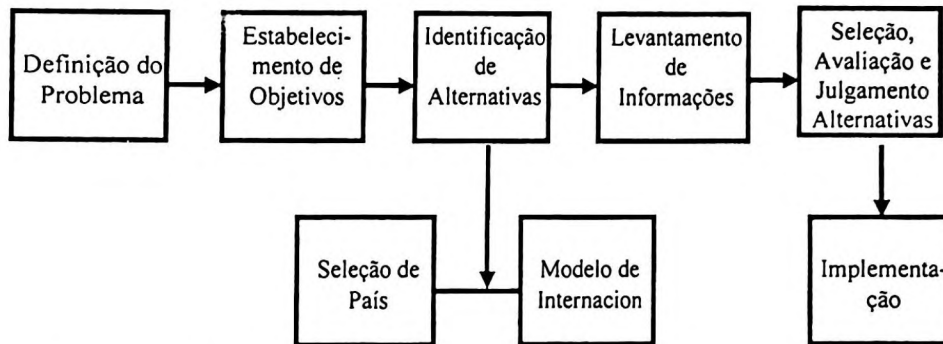 Definição do
Problema
Estabeleci-
mento de
Objetivos
Identificação
de
Alternativas
Levantamento
de
Informações
Seleção,
Avaliação e
Julgamento
Alternativas
Seleção de
País
Modelo de
Internacion
Implementa-
ção